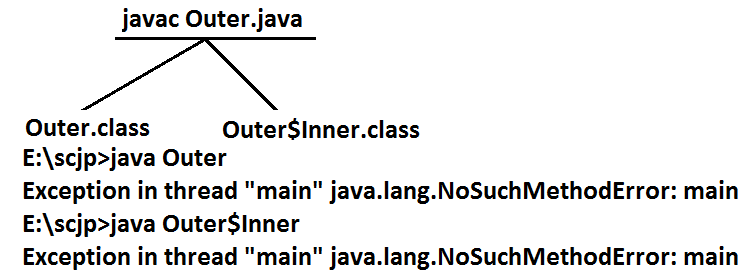 javac Outer.java
Outer.class Outer$Inner.class
E:\scjp>java Outer
Exception in thread "main" java.lang.NoSuchMethodError: main
E:\scjp>java Outer$Inner
Exception in thread "main" java.lang.NoSuchMethodError: main